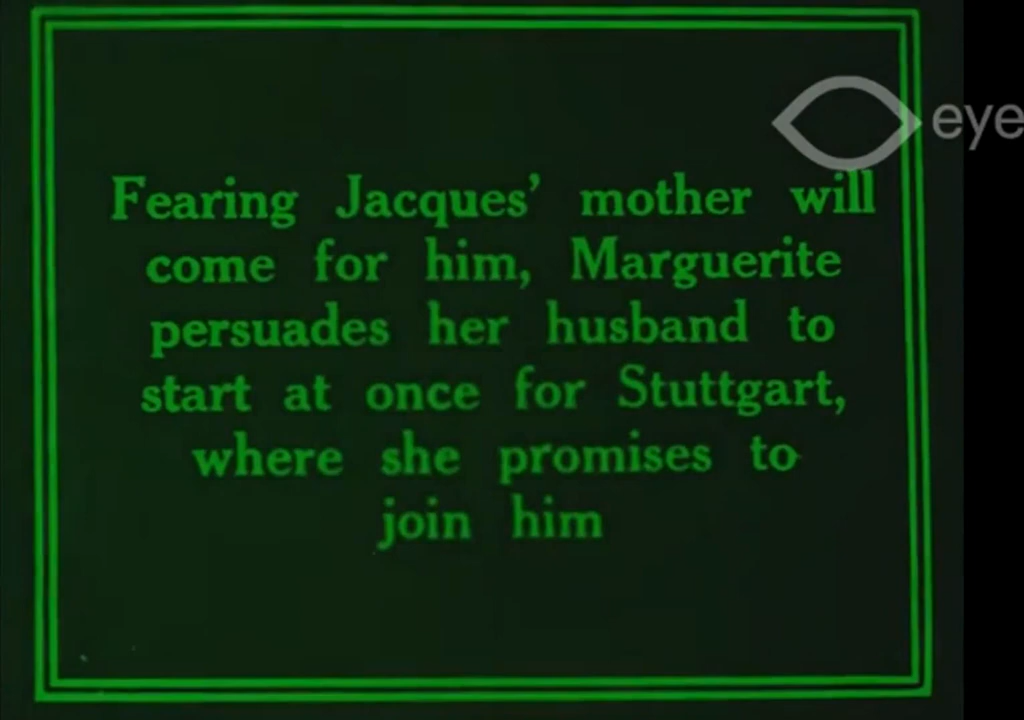 eye
Fearing Jacques' mother will
come for him, Marguerite
persuades her husband to
start at once for Stuttgart,
where she promises to
join him